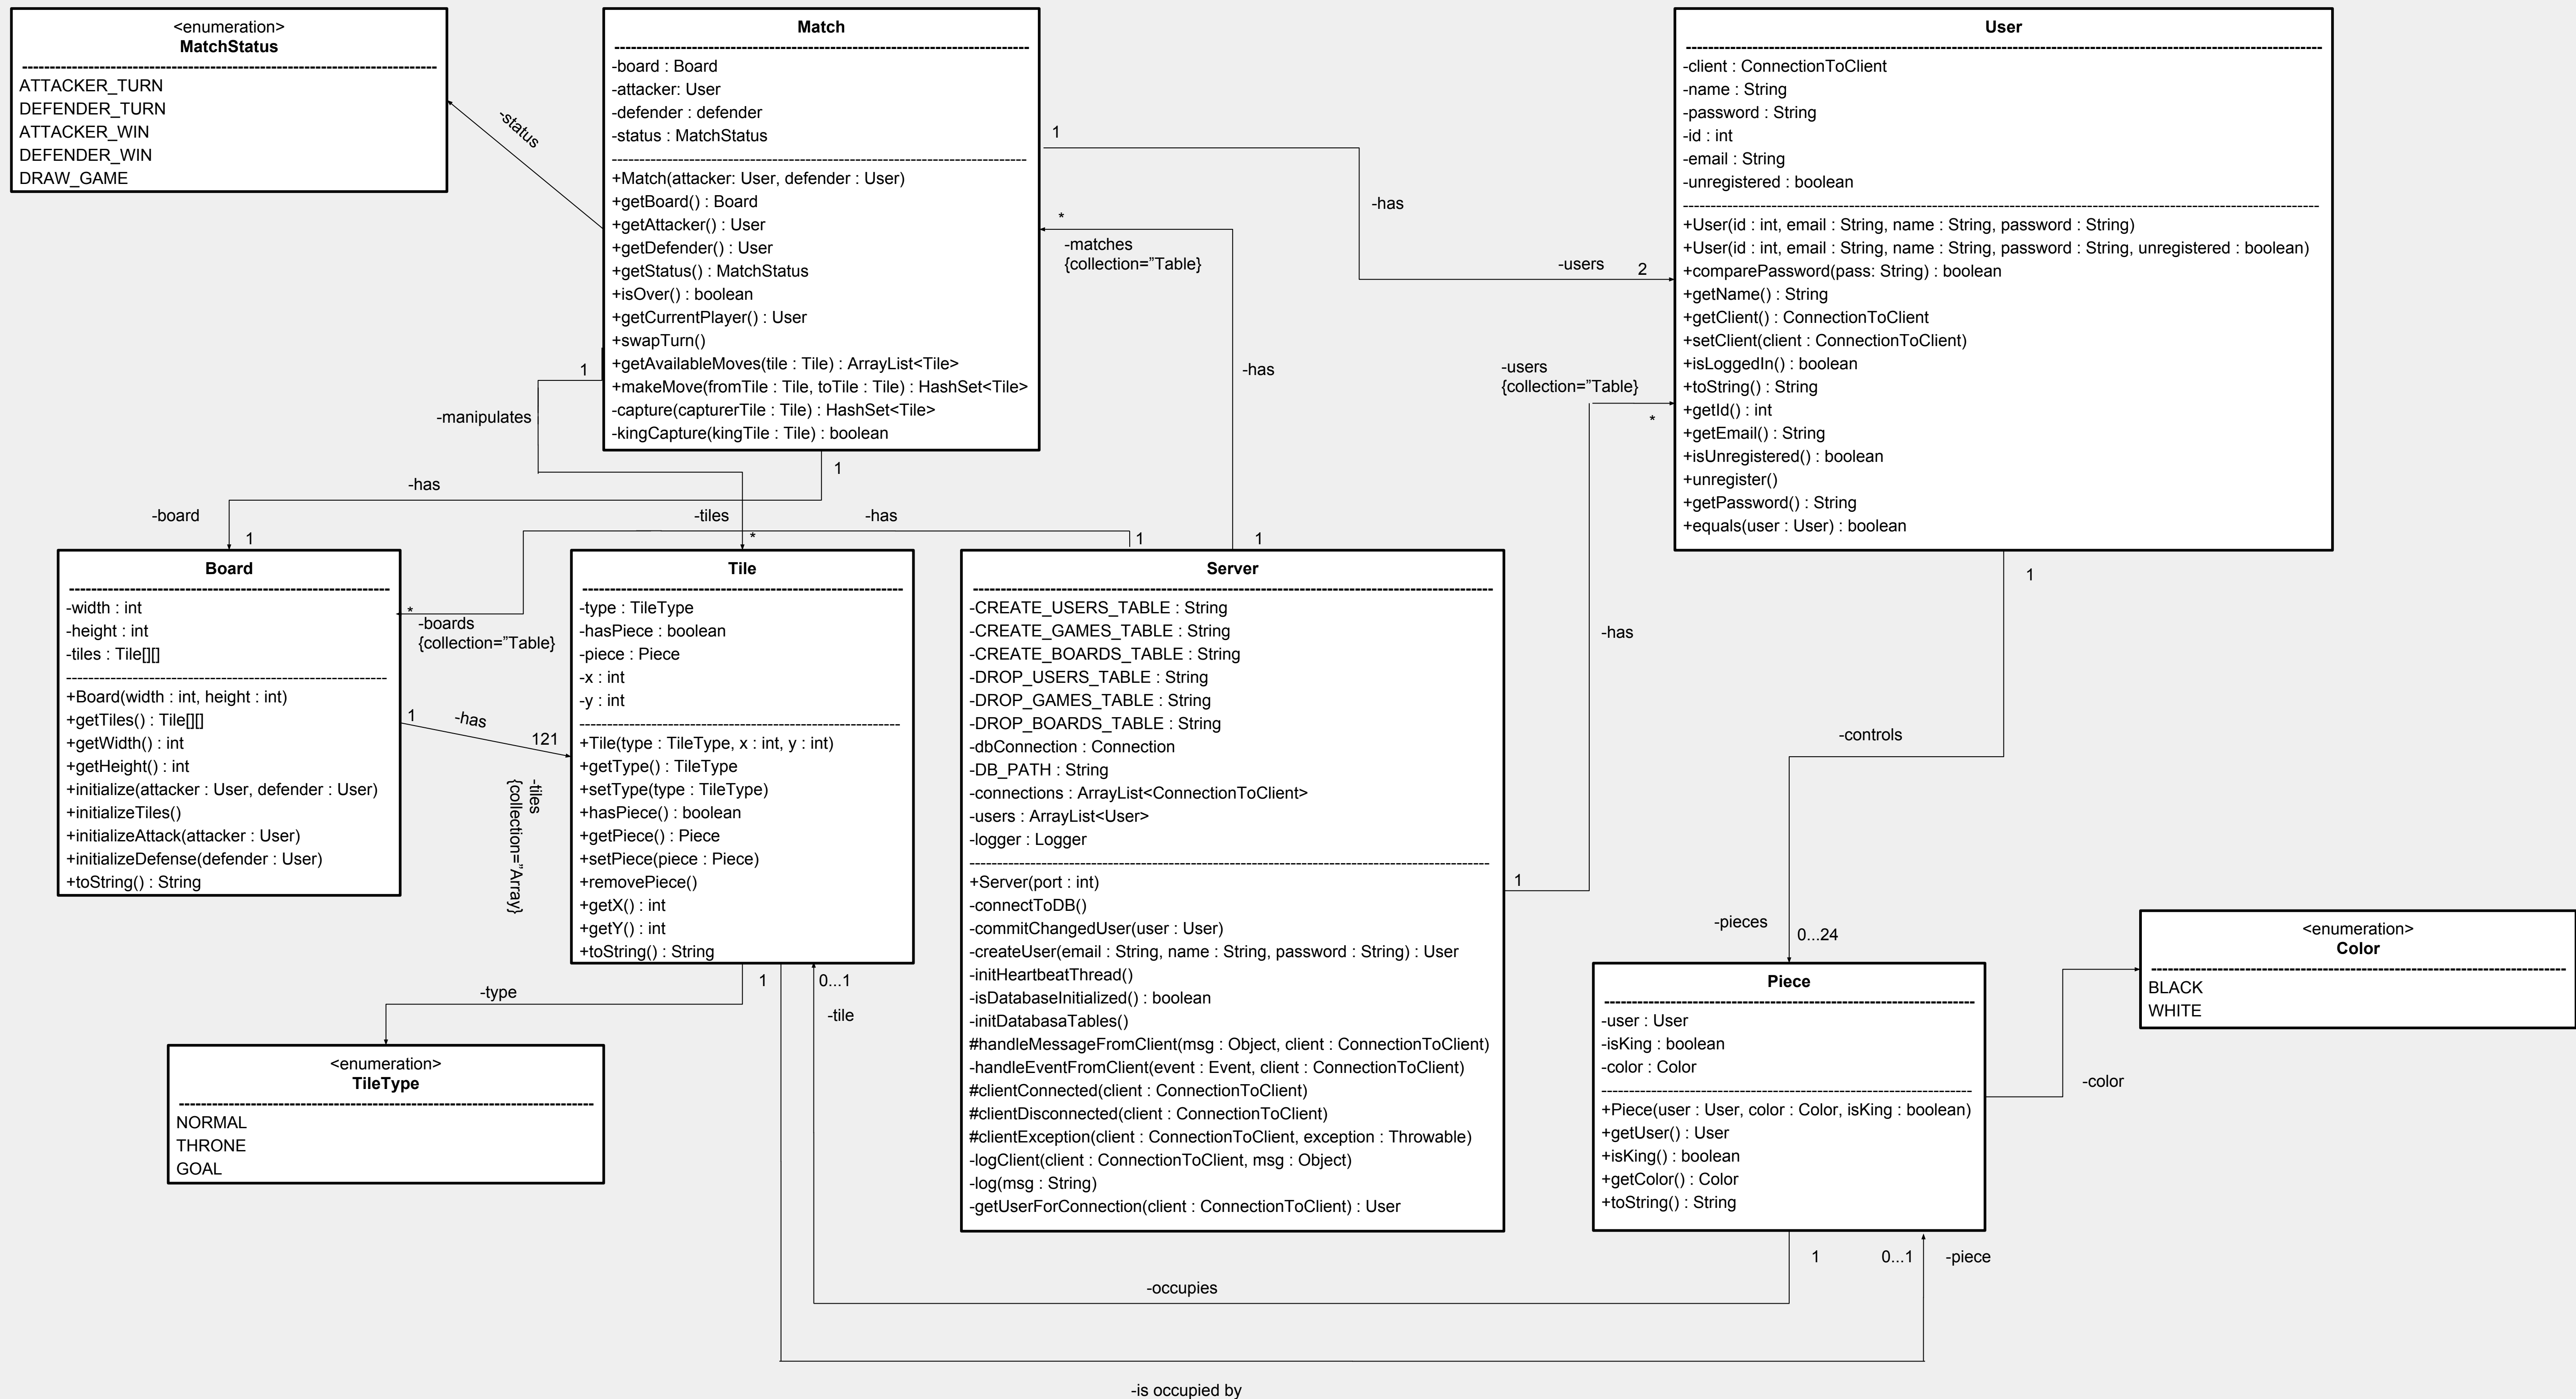 <enumeration>
MatchStatus
ATTACKER_TURN
DEFENDER_TURN
ATTACKER_WIN
DEFENDER_WIN
DRAW_GAME
-status
Match
-board : Board
-attacker: User
-defender : defender
-status : MatchStatus
+Match(attacker: User, defender : User)
+getBoard() : Board
+getAttacker() : User
+getDefender() : User
+getStatus() : MatchStatus
+isOver() : boolean
+getCurrentPlayer() : User
+swapTurn()
+getAvailableMoves(tile : Tile) : ArrayList<Tile>
+makeMove(fromTile : Tile, toTile : Tile) : HashSet<Tile>
-capture(capturerTile : Tile) : HashSet<Tile>
-kingCapture(kingTile : Tile) : boolean
1
-has
-users
2
*
-matches
{collection="Table}
-has
1
User
-client : ConnectionToClient
-name : String
-password : String
-id : int
-email : String
-unregistered : boolean
+User(id : int, email : String, name : String, password : String)
+User(id : int, email : String, name : String, password : String, unregistered : boolean)
+comparePassword(pass: String) : boolean
+getName() : String
+getClient() : ConnectionToClient
+setClient(client : ConnectionToClient)
+isLoggedIn() : boolean
+toString() : String
+getId() : int
+getEmail() : String
+isUnregistered() : boolean
+unregister()
+getPassword() : String
+equals(user : User) : boolean
-users
{collection="Table}
*
-has
1
1
-manipulates
-tiles
*
1
-has
-board
1
-has
1
*
-boards
{collection="Table}
Board
-width : int
-height : int
-tiles : Tile[][]
+Board(width : int, height : int)
+getTiles() : Tile[][]
+getWidth() : int
+getHeight() : int
+initialize(attacker : User, defender : User)
+initializeTiles()
+initializeAttack(attacker : User)
+initializeDefense(defender : User)
+toString() : String
1
-has
121
-tiles
{collection="Array}
Tile
-type : TileType
-hasPiece : boolean
-piece : Piece
-x : int
-y : int
+Tile(type : TileType, x : int, y : int)
+getType() : TileType
+setType(type : TileType)
+hasPiece() : boolean
+getPiece() : Piece
+setPiece(piece : Piece)
+removePiece()
+getX() : int
+getY() : int
+toString() : String
Server
-CREATE_USERS_TABLE : String
-CREATE_GAMES_TABLE : String
-CREATE_BOARDS_TABLE : String
-DROP_USERS_TABLE : String
-DROP_GAMES_TABLE : String
-DROP_BOARDS_TABLE : String
-dbConnection : Connection
-DB_PATH : String
-connections : ArrayList<ConnectionToClient>
-users : ArrayList<User>
-logger : Logger
+Server(port : int)
-connectToDB()
-commitChangedUser(user : User)
-createUser(email : String, name : String, password : String) : User
-initHeartbeatThread()
-isDatabaseInitialized() : boolean
-initDatabasaTables()
#handleMessageFromClient(msg : Object, client : ConnectionToClient)
-handleEventFromClient(event : Event, client : ConnectionToClient)
#clientConnected(client : ConnectionToClient)
#clientDisconnected(client : ConnectionToClient)
#clientException(client : ConnectionToClient, exception : Throwable)
-logClient(client : ConnectionToClient, msg : Object)
-log(msg : String)
-getUserForConnection(client : ConnectionToClient) : User
1
-controls
-pieces
0...24
Piece
-user : User
-isKing : boolean
-color : Color
+Piece(user : User, color : Color, isKing : boolean)
+getUser() : User
+isKing() : boolean
+getColor() : Color
+toString() : String
-color
<enumeration>
Color
BLACK
WHITE
-type
<enumeration>
TileType
NORMAL
THRONE
GOAL
1
0...1
-tile
-occupies
1
0...1
-piece
-is occupied by